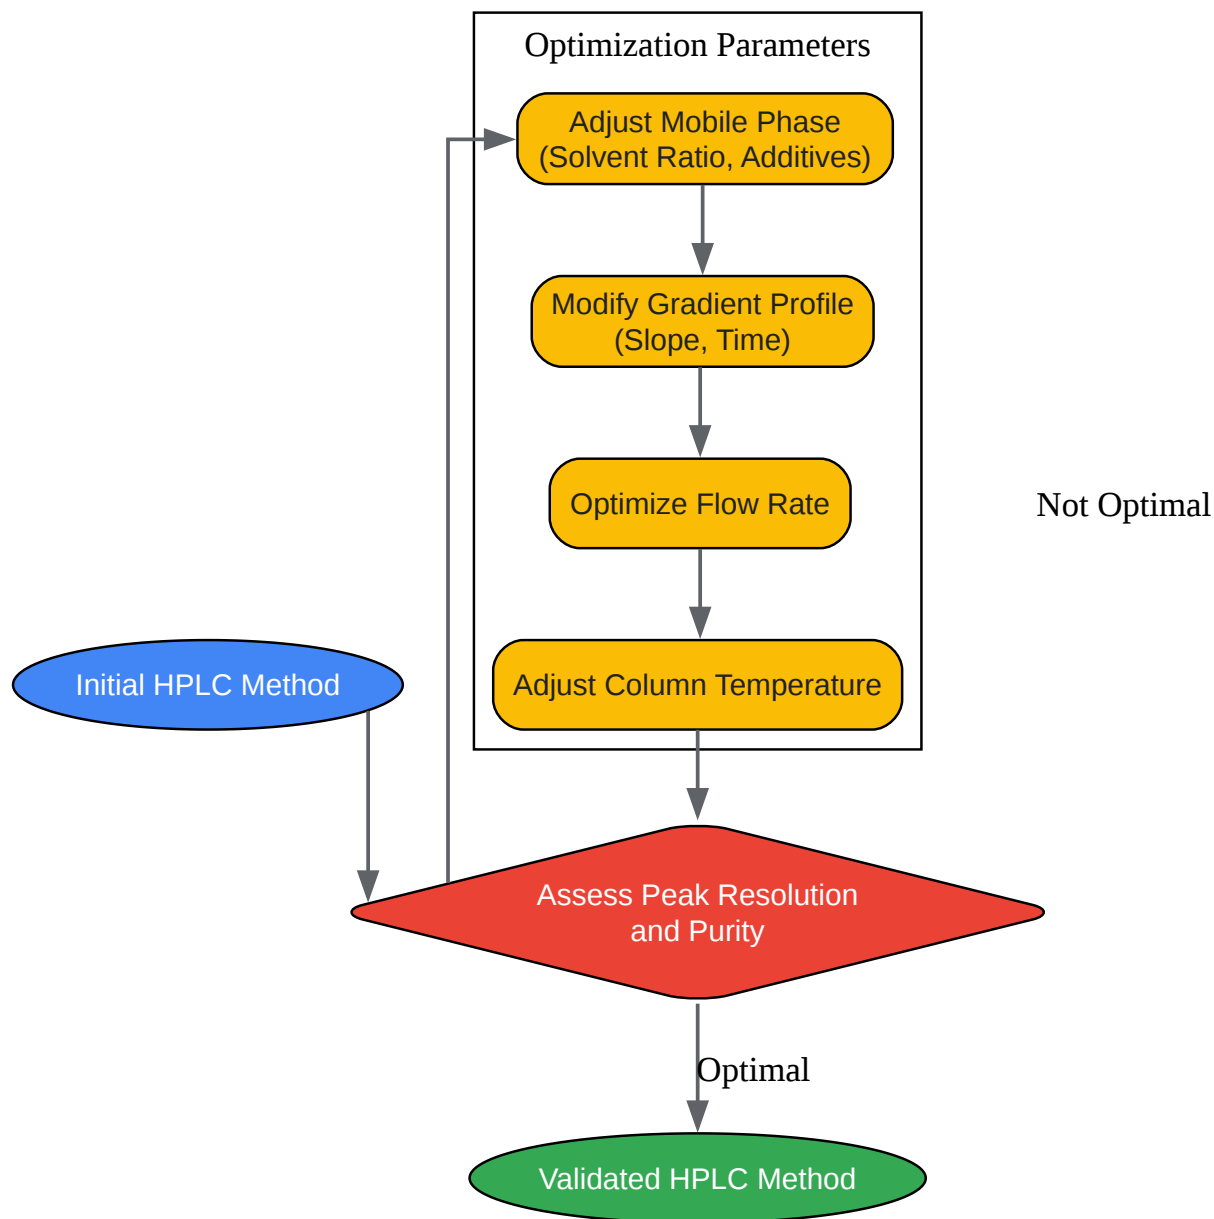 Optimization Parameters
Adjust Mobile Phase
(Solvent Ratio, Additives)
Modify Gradient Profile
(Slope, Time)
Optimize Flow Rate
Not Optimal
Initial HPLC Method
Adjust Column Temperature
Assess Peak Resolution
and Purity
Optimal
Validated HPLC Method